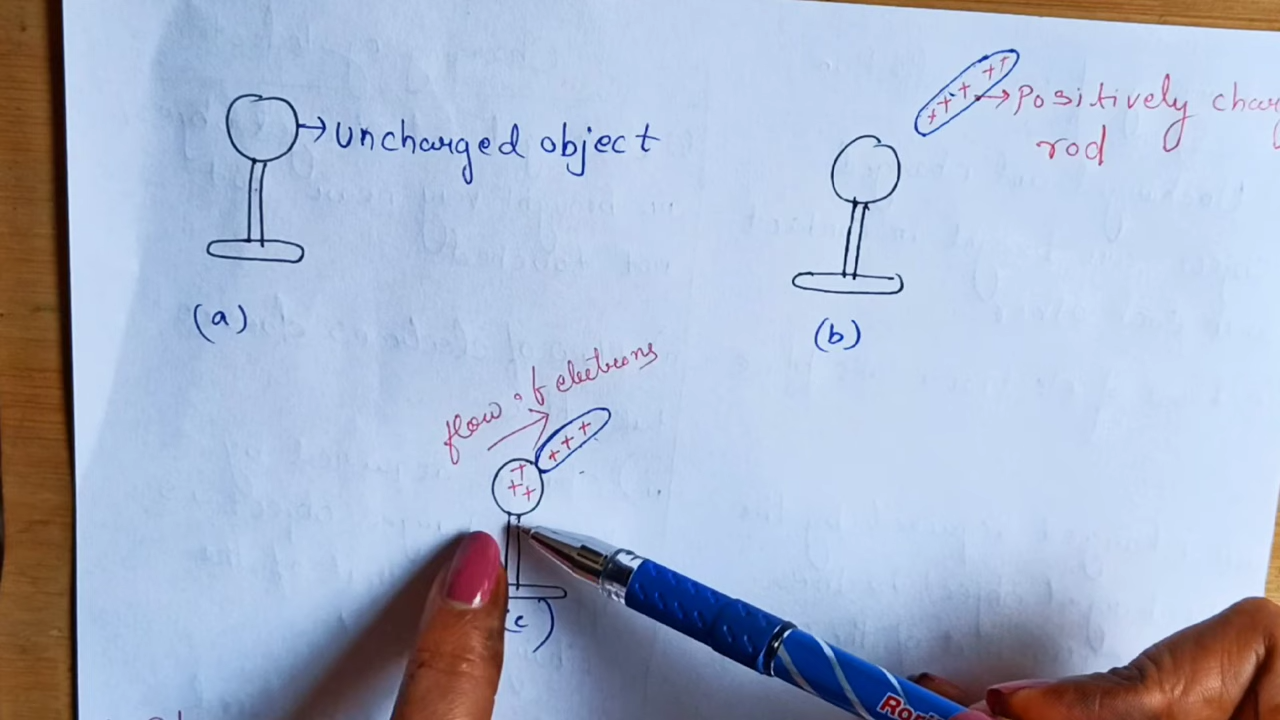 uncharged object
Positively char
rod
(a)
(b)
flow of electrons
+ + + + +
+ + +
+ + +
(c)